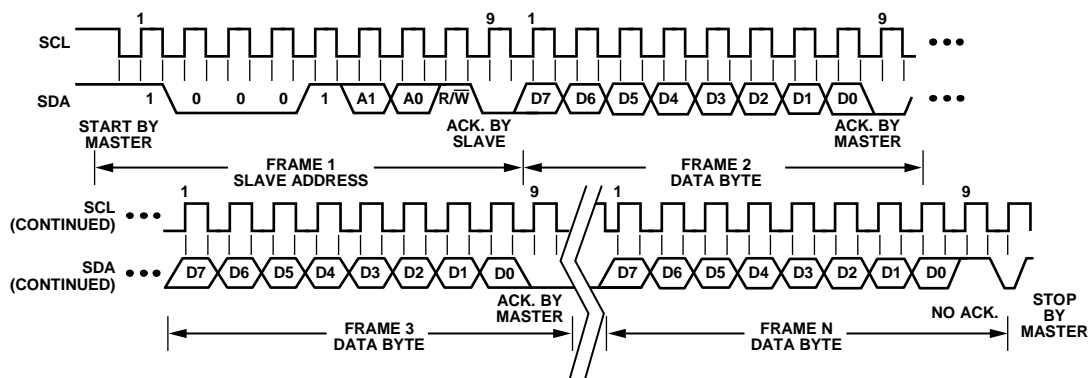 1 9 1 9
SCL
SDA 1 0 0 0 1 A1 A0 R/W̅ D7 D6 D5 D4 D3 D2 D1 D0
START BY MASTER
ACK. BY SLAVE
ACK. BY MASTER
FRAME 1
SLAVE ADDRESS
FRAME 2
DATA BYTE
1 9 1 9
SCL
(CONTINUED)
SDA
(CONTINUED)
D7 D6 D5 D4 D3 D2 D1 D0 D7 D6 D5 D4 D3 D2 D1 D0
ACK. BY
MASTER
NO ACK.
STOP
BY
MASTER
FRAME 3
DATA BYTE
FRAME N
DATA BYTE